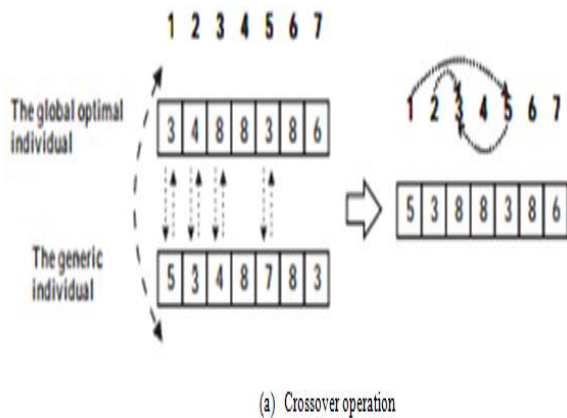 1 2 3 4 5 6 7
The global optimal
individual
3 4 8 8 3 8 6
The generic
individual
5 3 4 8 7 8 3
1 2 3 4 5 6 7
5 3 8 8 3 8 6
(a) Crossover operation